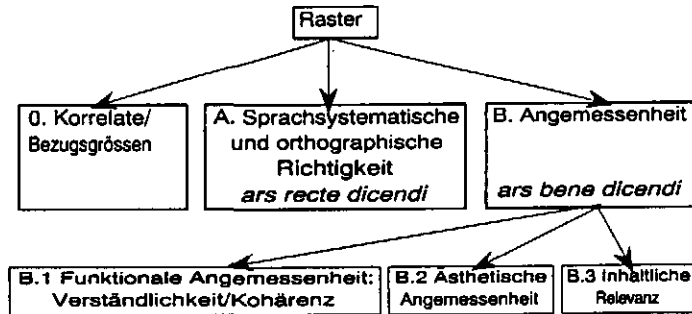 Raster
0. Korrelate/
Bezugsgrössen
A. Sprachsystematische
und orthographische
Richtigkeit
ars recte dicendi
B. Angemessenheit
ars bene dicendi
B.1 Funktionale Angemessenheit:
Verständlichkeit/Kohärenz
B.2 Ästhetische
Angemessenheit
B.3 Inhaltliche
Relevanz